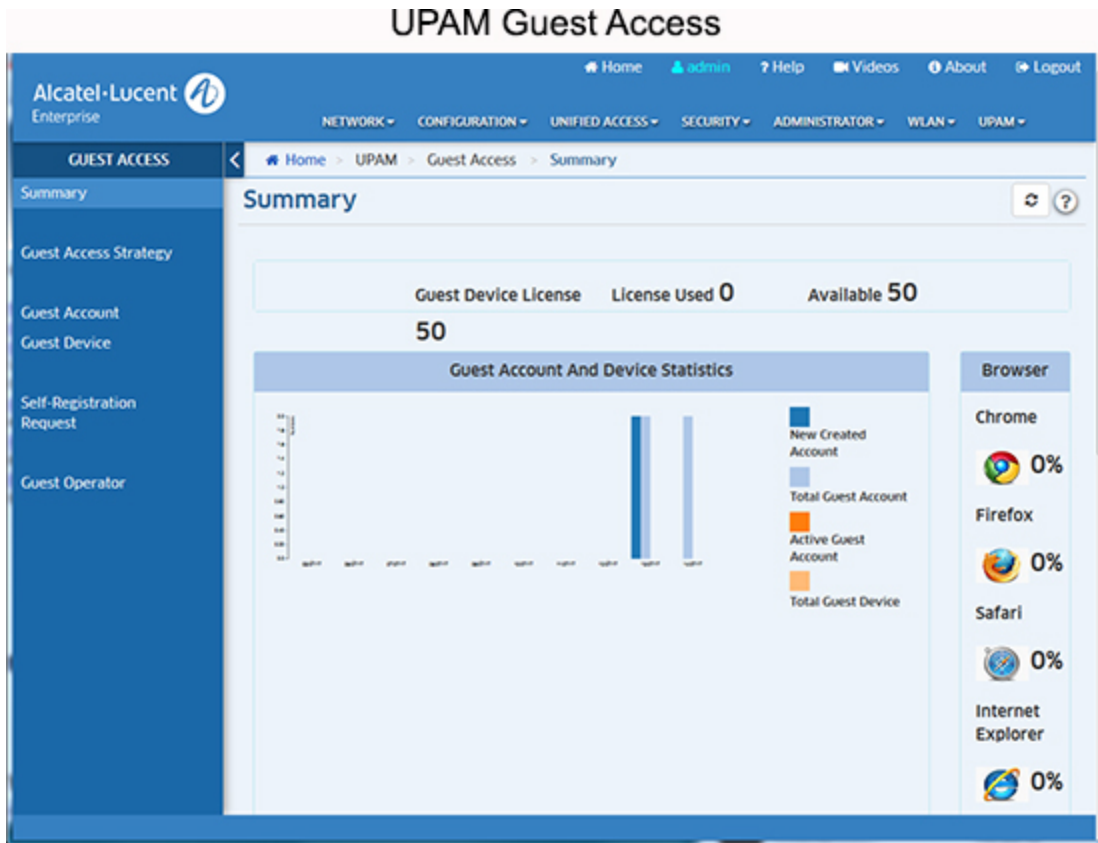 UPAM Guest Access
Home admin ? Help Videos About Logout
Alcatel·Lucent
Enterprise
NETWORK CONFIGURATION UNIFIED ACCESS SECURITY ADMINISTRATOR WLAN UPAM
GUEST ACCESS
Home > UPAM > Guest Access > Summary
Summary
Summary
?
Guest Access Strategy
Guest Account
Guest Device
Self-Registration
Request
Guest Operator
Guest Device License License Used 0 Available 50
50
Guest Account And Device Statistics
New Created
Account
Total Guest Account
Active Guest
Account
Total Guest Device
Browser
Chrome
0%
Firefox
0%
Safari
0%
Internet
Explorer
0%